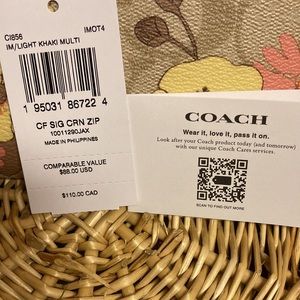 CI856 IMOT4
IM/LIGHT KHAKI MULTI
1 95031 86722 4
CF SIG CRN ZIP
10011290JAX
MADE IN PHILIPPINES
COMPARABLE VALUE
$88.00 USD
$110.00 CAD
COACH
Wear it, love it, pass it on.
Look after your Coach product today (and tomorrow)
with our unique Coach Cares services.
SCAN TO FIND OUT MORE